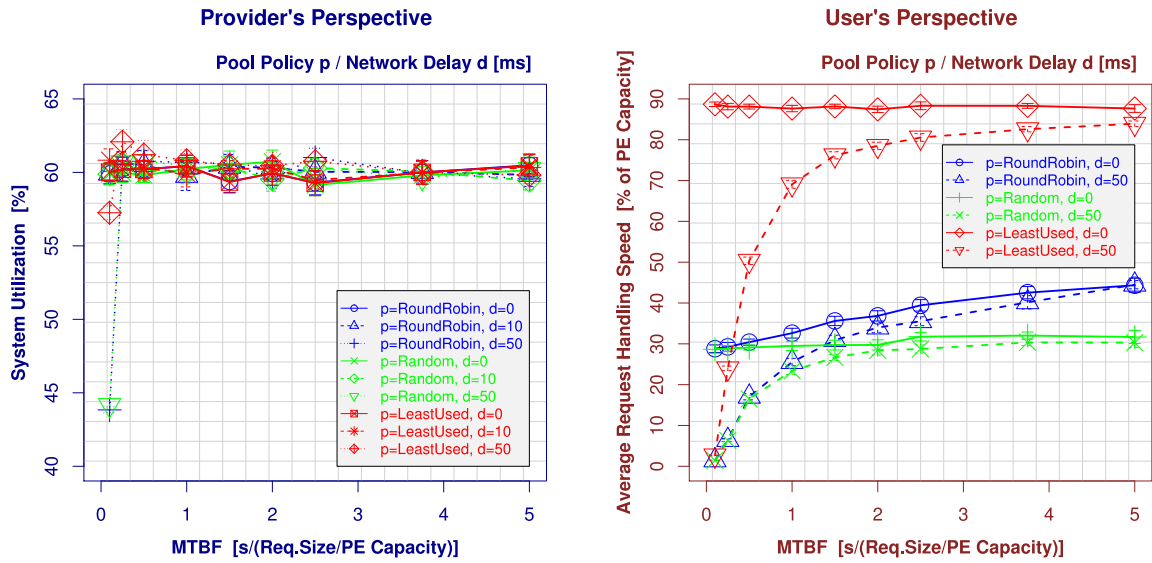 Provider's Perspective
Pool Policy p / Network Delay d [ms]
System Utilization [%]
65
60
55
50
45
40
p=RoundRobin, d=0
p=RoundRobin, d=10
p=RoundRobin, d=50
p=Random, d=0
p=Random, d=10
p=Random, d=50
p=LeastUsed, d=0
p=LeastUsed, d=10
p=LeastUsed, d=50
0 1 2 3 4 5
MTBF [s/(Req.Size/PE Capacity)]
User's Perspective
Pool Policy p / Network Delay d [ms]
Average Request Handling Speed [% of PE Capacity]
90
80
70
60
50
40
30
20
10
0
p=RoundRobin, d=0
p=RoundRobin, d=50
p=Random, d=0
p=Random, d=50
p=LeastUsed, d=0
p=LeastUsed, d=50
0 1 2 3 4 5
MTBF [s/(Req.Size/PE Capacity)]